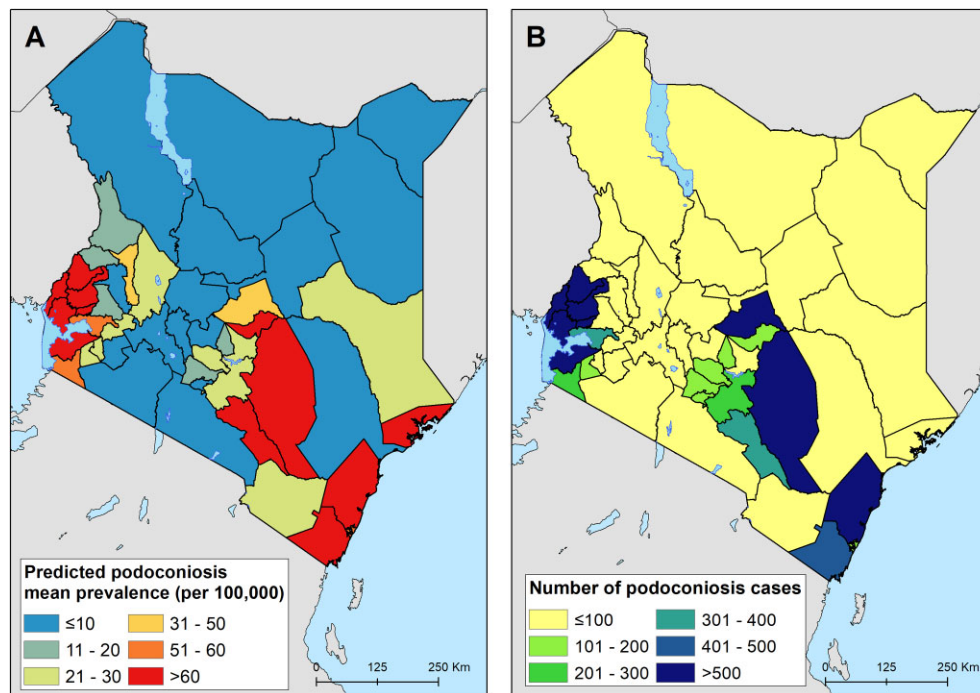 A
Predicted podoconiosis
mean prevalence (per 100,000)
≤10
31 - 50
11 - 20
51 - 60
21 - 30
>60
0
125
250 Km
B
Number of podoconiosis cases
≤100
301 - 400
101 - 200
401 - 500
201 - 300
>500
0
125
250 Km